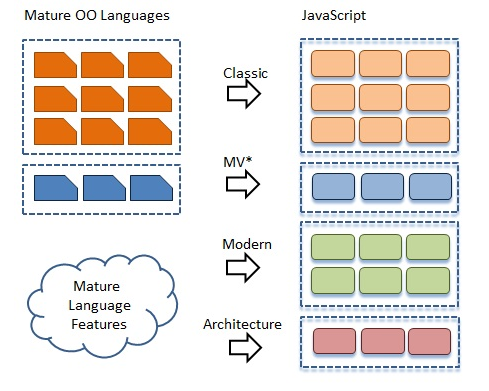 Mature OO Languages
JavaScript
Classic
MV*
Modern
Mature
Language
Features
Architecture